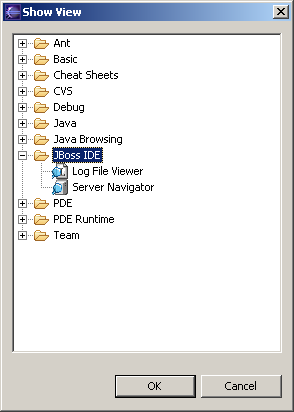 Show View
Ant
Basic
Cheat Sheets
CVS
Debug
Java
Java Browsing
JBoss IDE
Log File Viewer
Server Navigator
PDE
PDE Runtime
Team
OK
Cancel